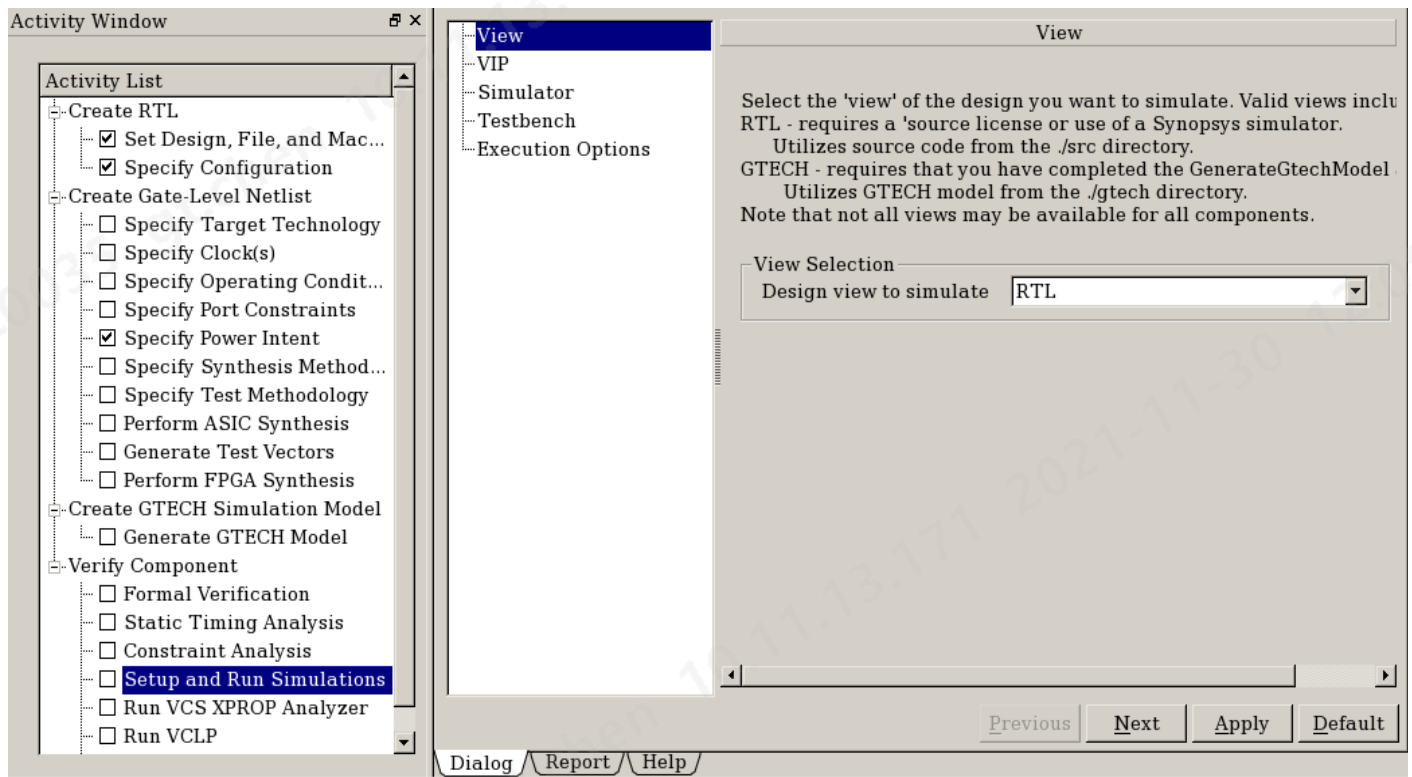 Activity Window
Activity List
Create RTL
Set Design, File, and Mac...
Specify Configuration
Create Gate-Level Netlist
Specify Target Technology
Specify Clock(s)
Specify Operating Condit...
Specify Port Constraints
Specify Power Intent
Specify Synthesis Method...
Specify Test Methodology
Perform ASIC Synthesis
Generate Test Vectors
Perform FPGA Synthesis
Create GTECH Simulation Model
Generate GTECH Model
Verify Component
Formal Verification
Static Timing Analysis
Constraint Analysis
Setup and Run Simulations
Run VCS XPROP Analyzer
Run VCLP
View
VIP
Simulator
Testbench
Execution Options
View
Select the 'view' of the design you want to simulate. Valid views inclu
RTL - requires a 'source license or use of a Synopsys simulator.
Utilizes source code from the ./src directory.
GTECH - requires that you have completed the GenerateGtechModel
Utilizes GTECH model from the ./gtech directory.
Note that not all views may be available for all components.
View Selection
Design view to simulate RTL
Previous Next Apply Default
Dialog Report Help
10.11.13.171 2021-11-30